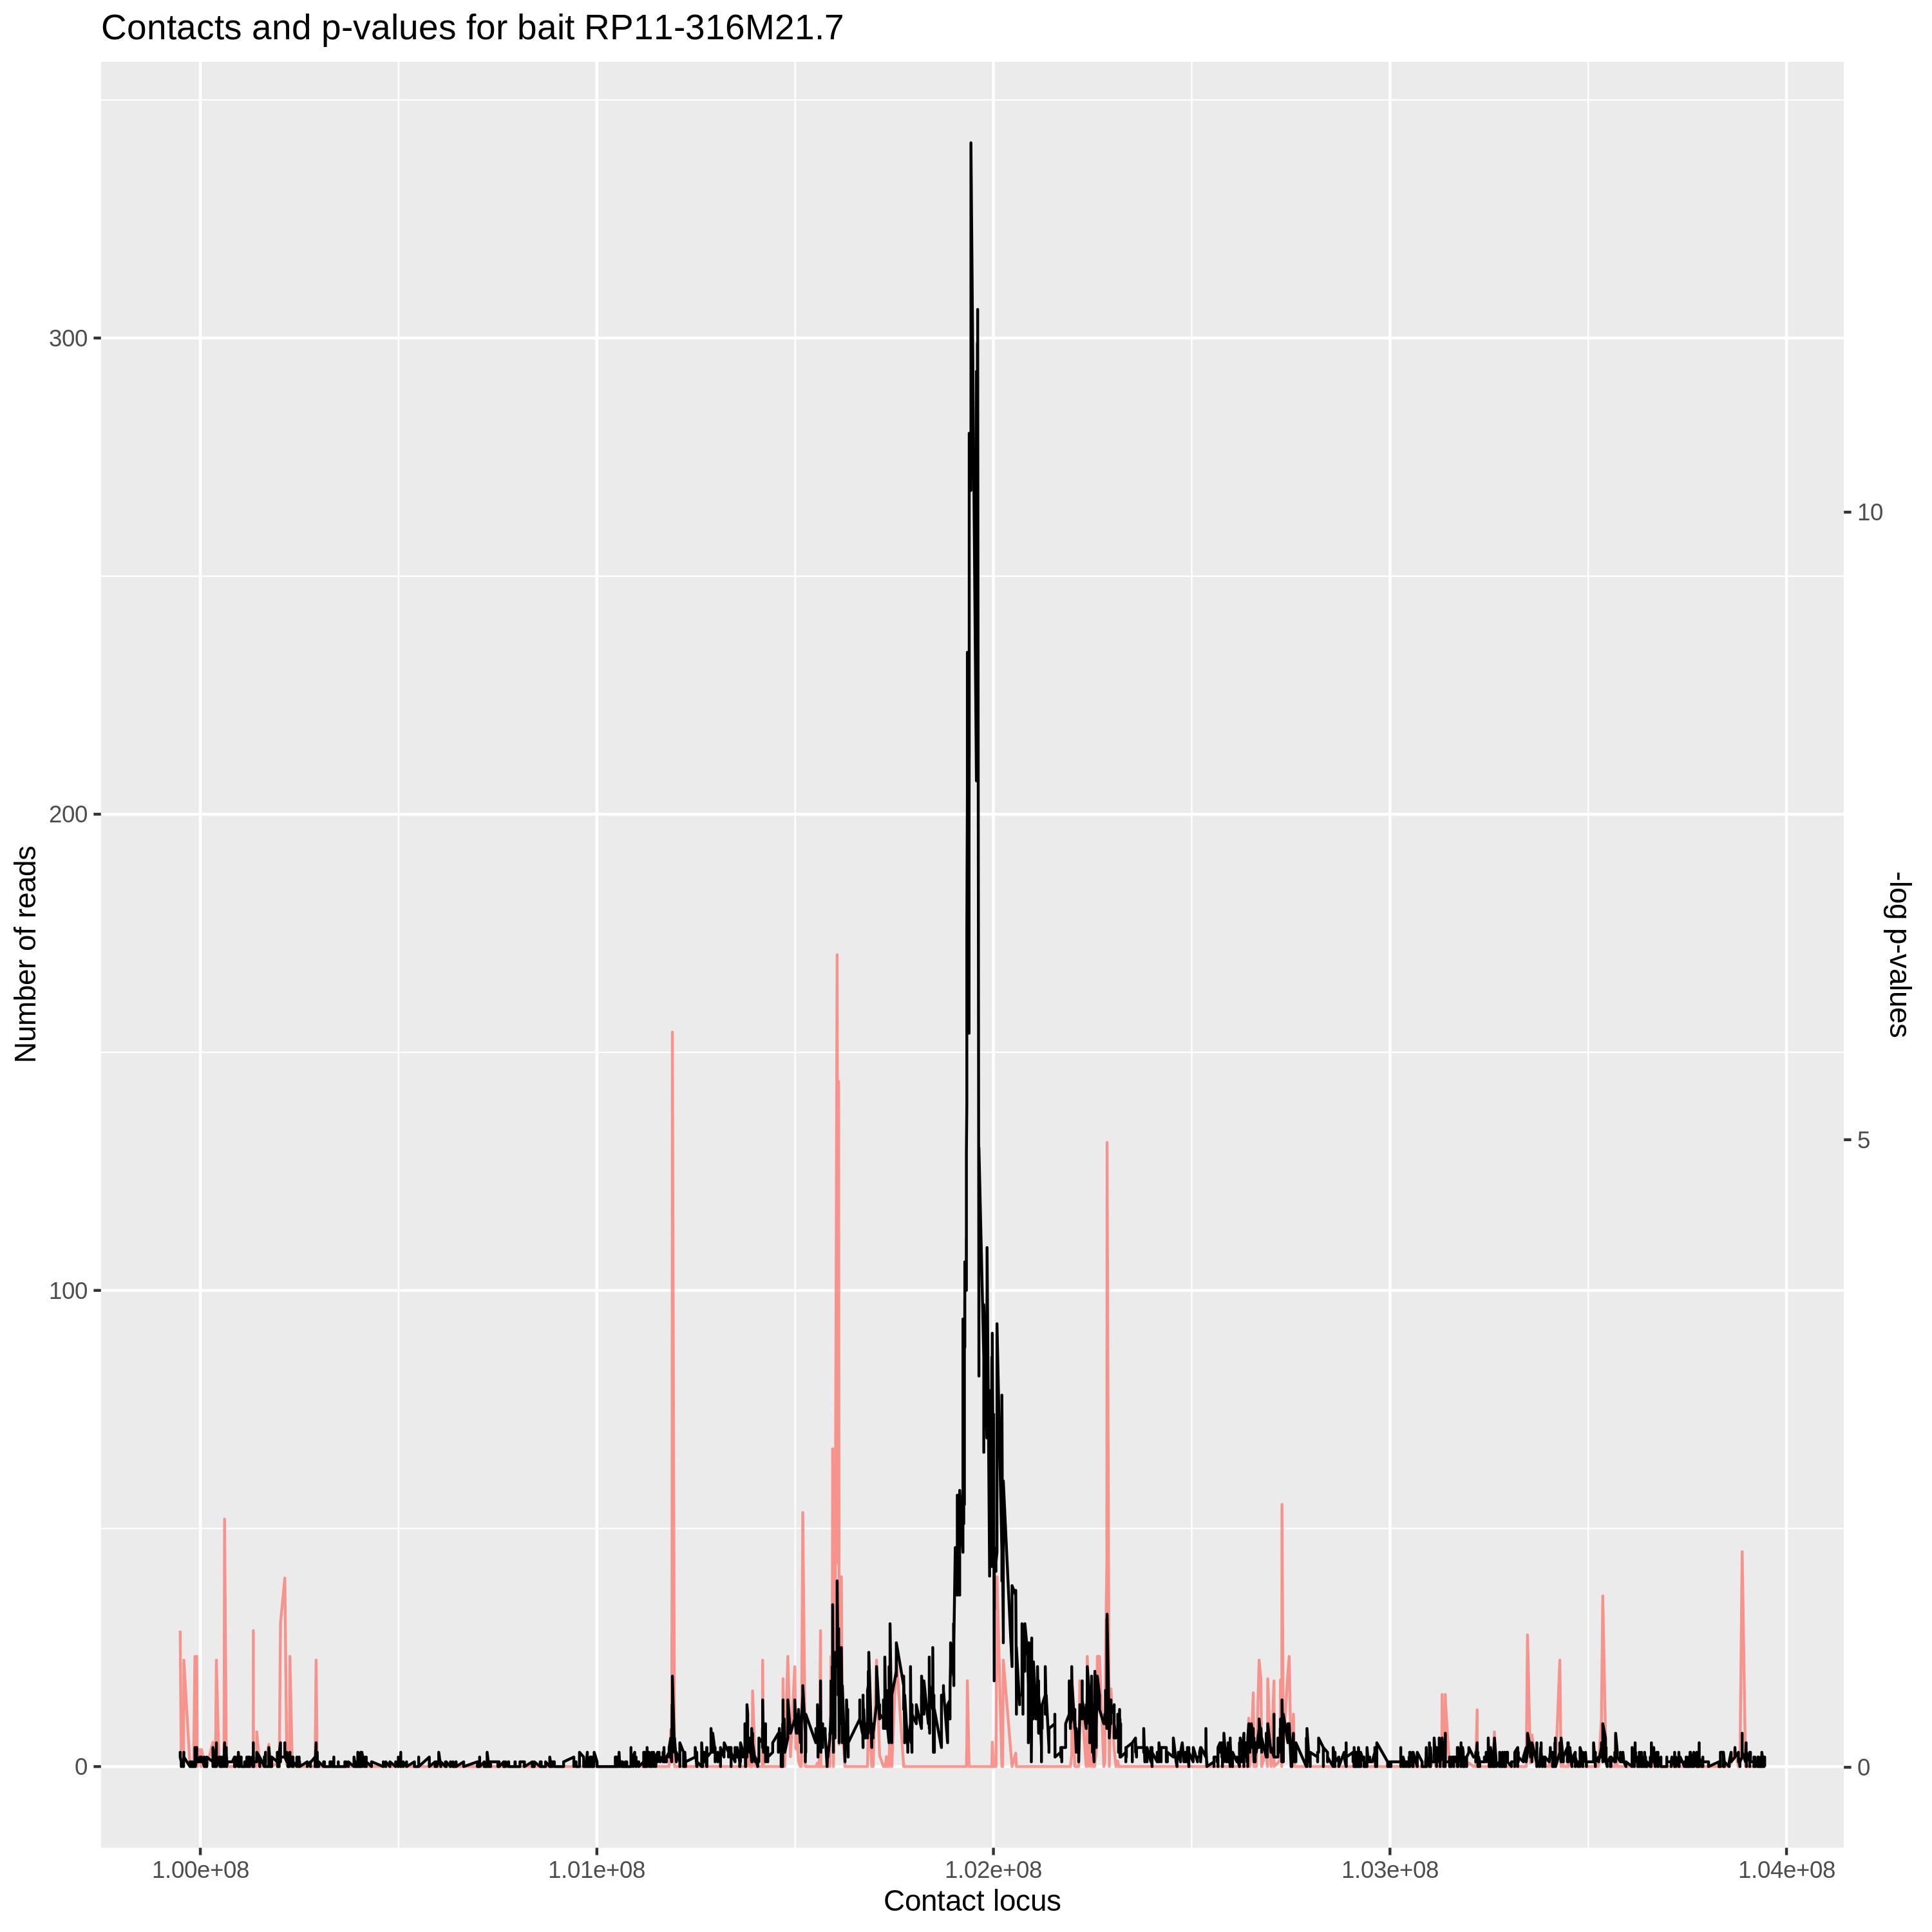 Contacts and p-values for bait RP11-316M21.7
300
200
100
0
Number of reads
10
5
0
-log p-values
1.00e+08
1.01e+08
1.02e+08
1.03e+08
1.04e+08
Contact locus